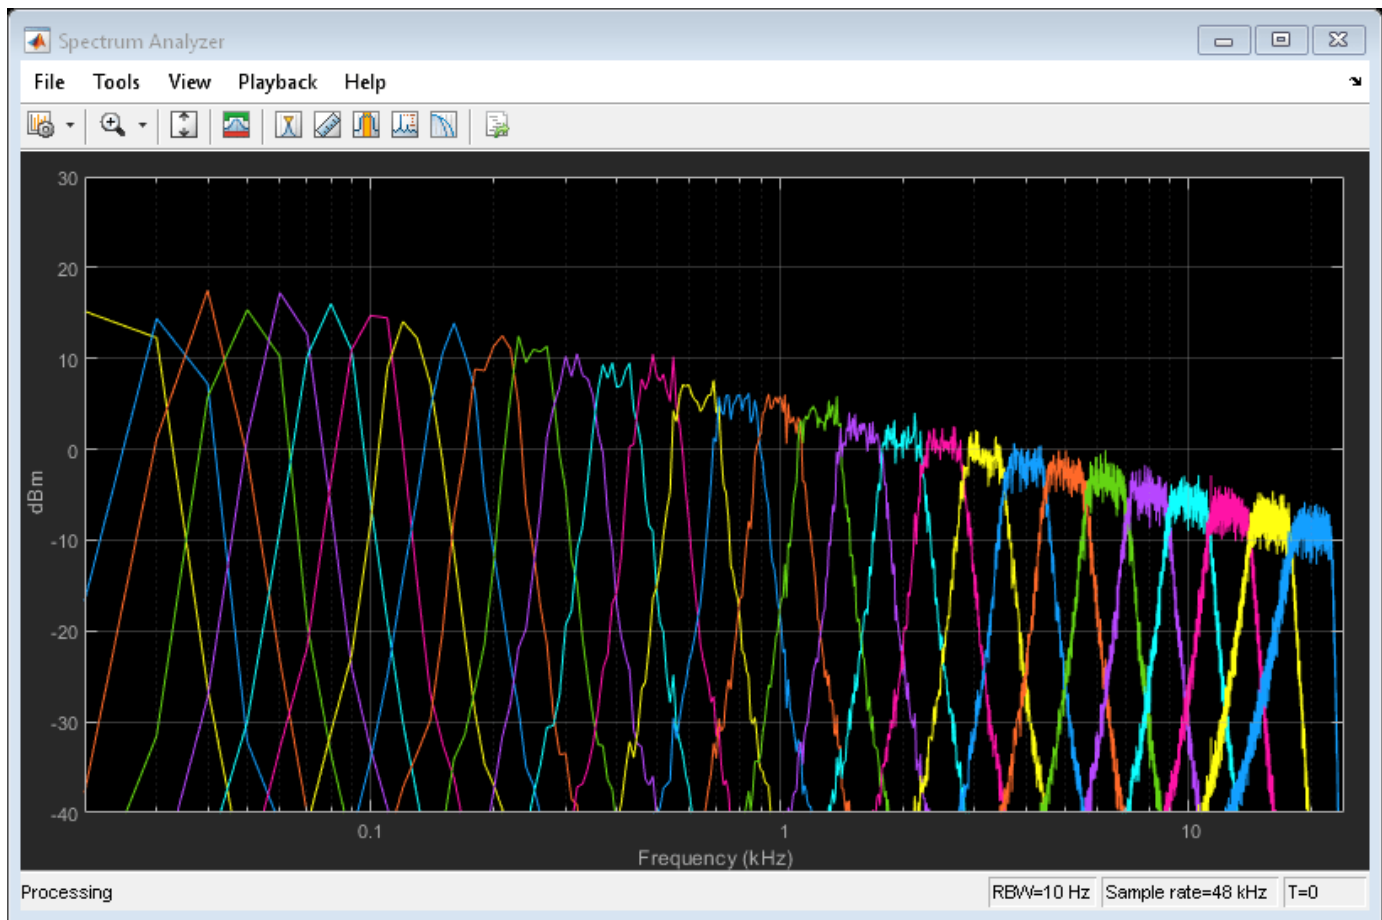 Spectrum Analyzer
File Tools View Playback Help
30
20
10
0
-10
-20
-30
-40
dBm
0.1 1 10
Frequency (kHz)
Processing RBW=10 Hz Sample rate=48 kHz T=0